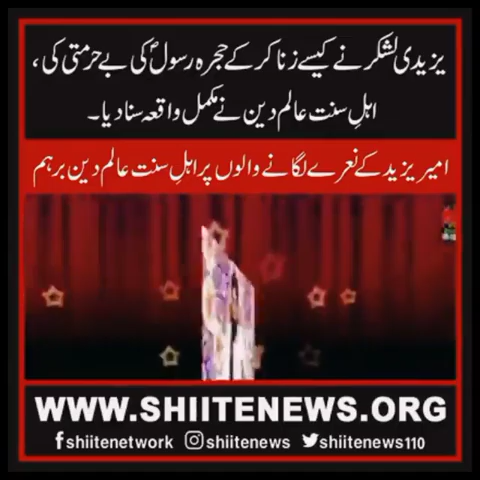 یزیدی لشکر نے کیسے زنا کر کے حجرہ رسولؐ کی بے حرمتی کی،
اہلِ سنت عالم دین نے مکمل واقعہ سنا دیا۔
امیر یزید کے نعرے لگانے والوں پر اہلِ سنت عالم دین برہم
WWW.SHIITENEWS.ORG
shiitenetwork shiitenews shiitenews110